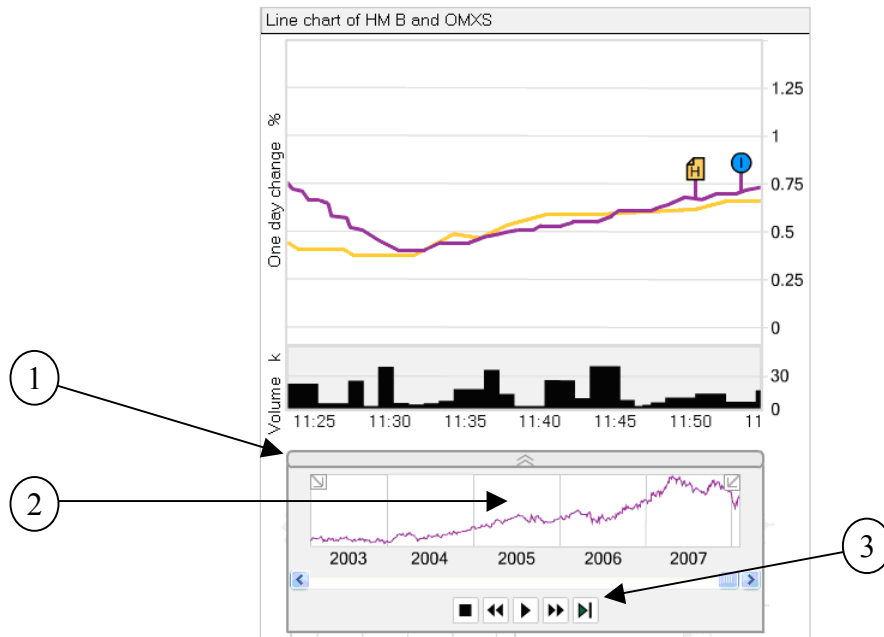 Line chart of HM B and OMXS
One day change %
1.25
1
0.75
0.5
0.25
0
H
I
Volume k
30
0
11:25 11:30 11:35 11:40 11:45 11:50 11
1
2
3
2003 2004 2005 2006 2007